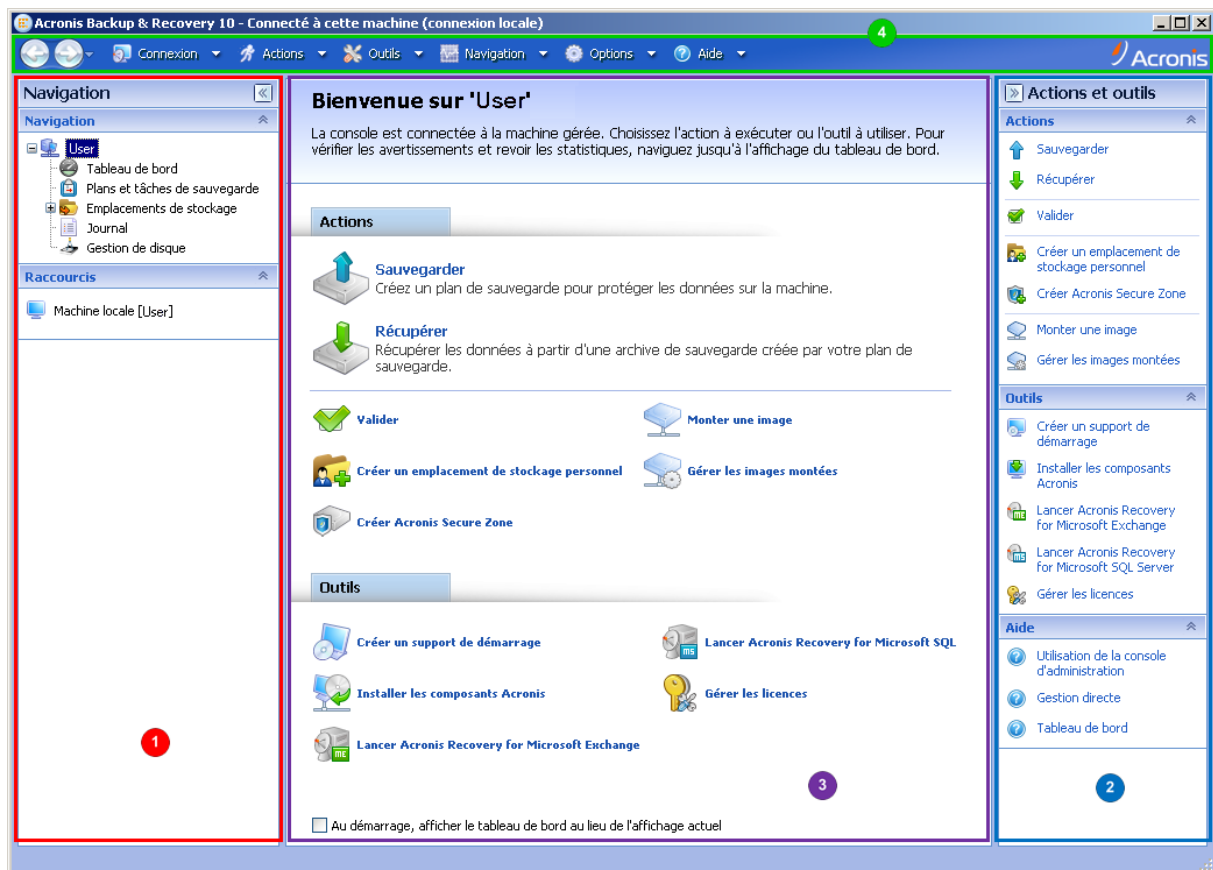 Acronis Backup & Recovery 10 - Connecté à cette machine (connexion locale)
4
Connexion
Actions
Outils
Navigation
Options
Aide
Acronis
Navigation
Navigation
User
Tableau de bord
Plans et tâches de sauvegarde
Emplacements de stockage
Journal
Gestion de disque
Raccourcis
Machine locale [User]
1
Bienvenue sur 'User'
La console est connectée à la machine gérée. Choisissez l'action à exécuter ou l'outil à utiliser. Pour
vérifier les avertissements et revoir les statistiques, naviguez jusqu'à l'affichage du tableau de bord.
Actions
Sauvegarder
Créez un plan de sauvegarde pour protéger les données sur la machine.
Récupérer
Récupérer les données à partir d'une archive de sauvegarde créée par votre plan de
sauvegarde.
Valider
Monter une image
Créer un emplacement de stockage personnel
Gérer les images montées
Créer Acronis Secure Zone
Outils
Créer un support de démarrage
Lancer Acronis Recovery for Microsoft SQL
MS
Installer les composants Acronis
Gérer les licences
Lancer Acronis Recovery for Microsoft Exchange
ME
3
Au démarrage, afficher le tableau de bord au lieu de l'affichage actuel
Actions et outils
Actions
Sauvegarder
Récupérer
Valider
Créer un emplacement de
stockage personnel
Créer Acronis Secure Zone
Monter une image
Gérer les images montées
Outils
Créer un support de
démarrage
Installer les composants
Acronis
Lancer Acronis Recovery
for Microsoft Exchange
ME
Lancer Acronis Recovery
for Microsoft SQL Server
MS
Gérer les licences
Aide
Utilisation de la console
d'administration
Gestion directe
Tableau de bord
2